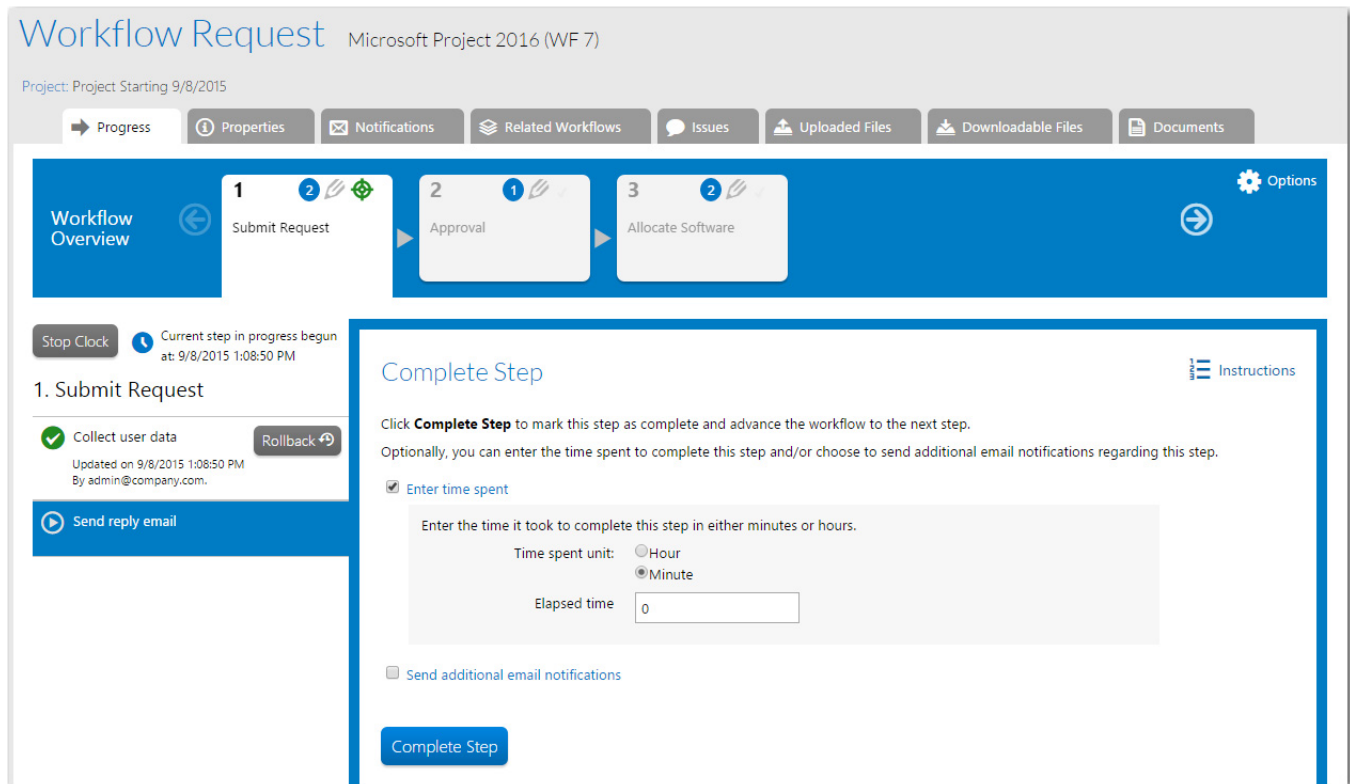 Workflow Request Microsoft Project 2016 (WF 7)
Project: Project Starting 9/8/2015
Progress Properties Notifications Related Workflows Issues Uploaded Files Downloadable Files Documents
Workflow Overview
1 2
Submit Request
2 1
Approval
3 2
Allocate Software
Options
Stop Clock
Current step in progress begun
at: 9/8/2015 1:08:50 PM
1. Submit Request
Collect user data
Rollback
Updated on 9/8/2015 1:08:50 PM
By admin@company.com.
Send reply email
Complete Step
Instructions
Click Complete Step to mark this step as complete and advance the workflow to the next step.
Optionally, you can enter the time spent to complete this step and/or choose to send additional email notifications regarding this step.
Enter time spent
Enter the time it took to complete this step in either minutes or hours.
Time spent unit: Hour
Minute
Elapsed time 0
Send additional email notifications
Complete Step